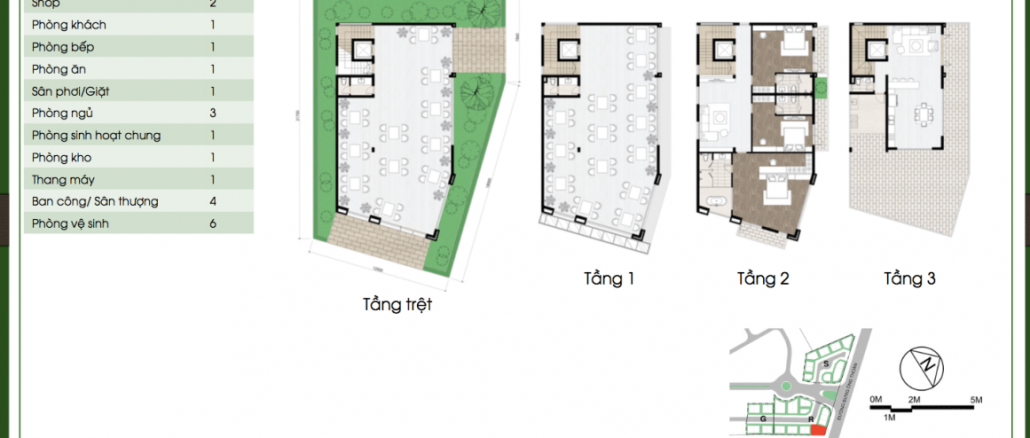 Shop 2
Phòng khách 1
Phòng bếp 1
Phòng ăn 1
Sân phơi/Giặt 1
Phòng ngủ 3
Phòng sinh hoạt chung 1
Phòng kho 1
Thang máy 1
Ban công/ Sân thượng 4
Phòng vệ sinh 6
Tầng trệt
Tầng 1
Tầng 2
Tầng 3
S
G
R
N
0M 2M 5M
1M